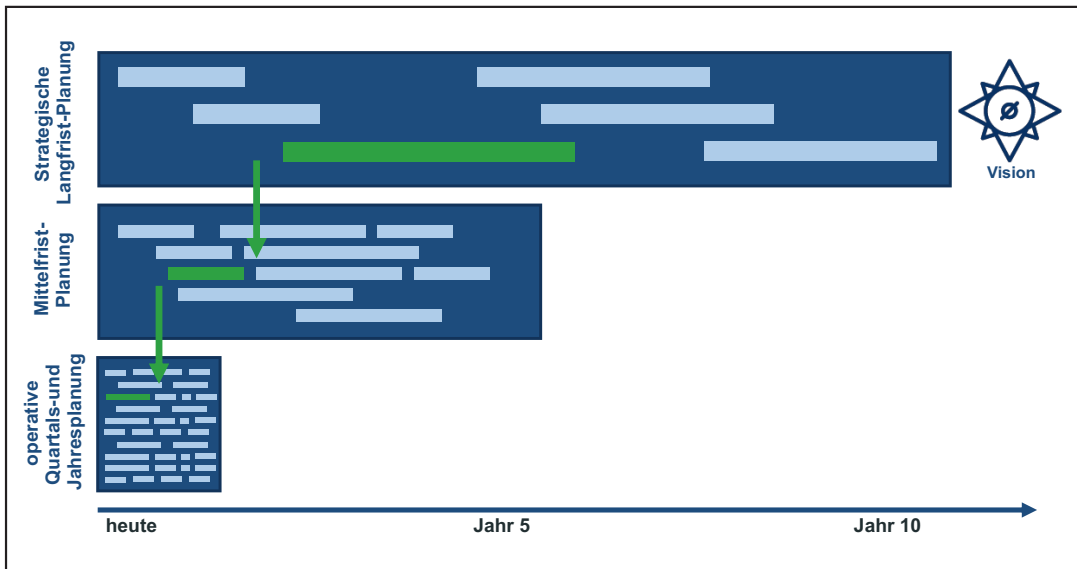 Strategische
Langfrist-Planung
Vision
Mittelfrist-
Planung
operative
Quartals-und
Jahresplanung
heute
Jahr 5
Jahr 10